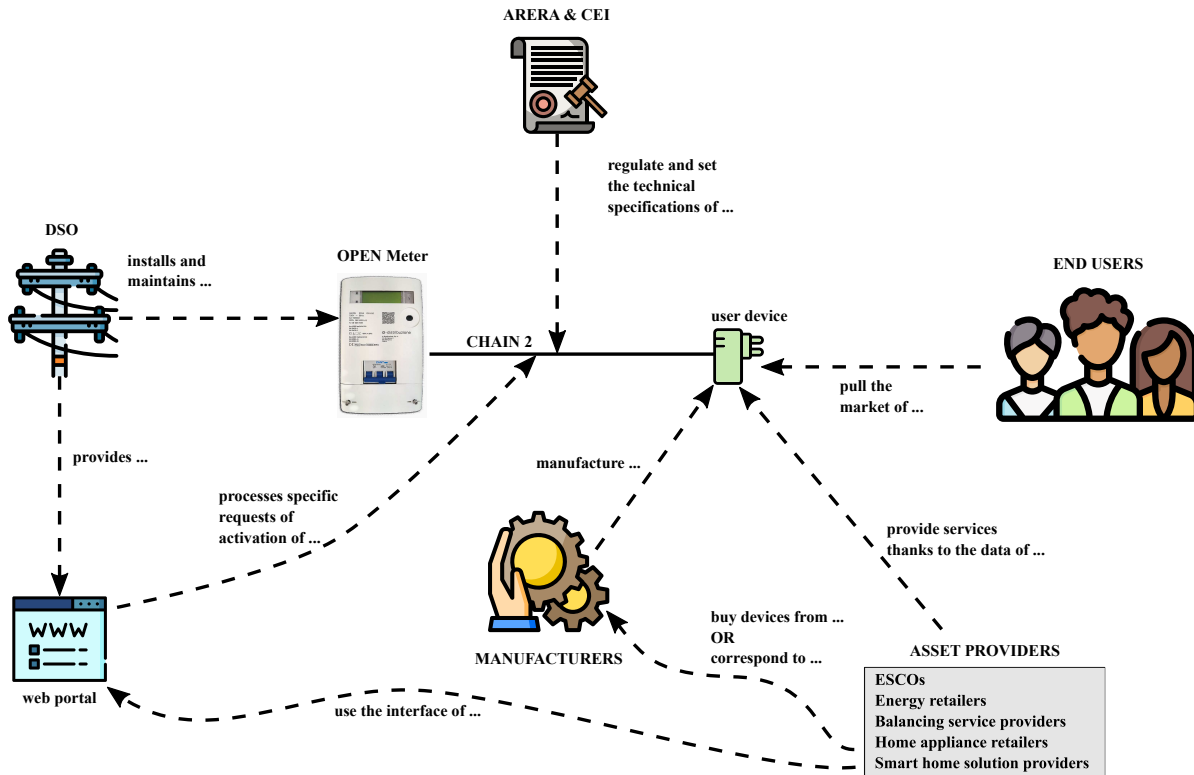 ARERA & CEI
regulate and set
the technical
specifications of ...
DSO
installs and
maintains ...
OPEN Meter
END USERS
user device
CHAIN 2
pull the
market of ...
provides ...
manufacture ...
processes specific
requests of
activation of ...
provide services
thanks to the data of ...
WWW
buy devices from ...
OR
correspond to ...
MANUFACTURERS
ASSET PROVIDERS
ESCOs
Energy retailers
Balancing service providers
Home appliance retailers
Smart home solution providers
web portal
use the interface of ...